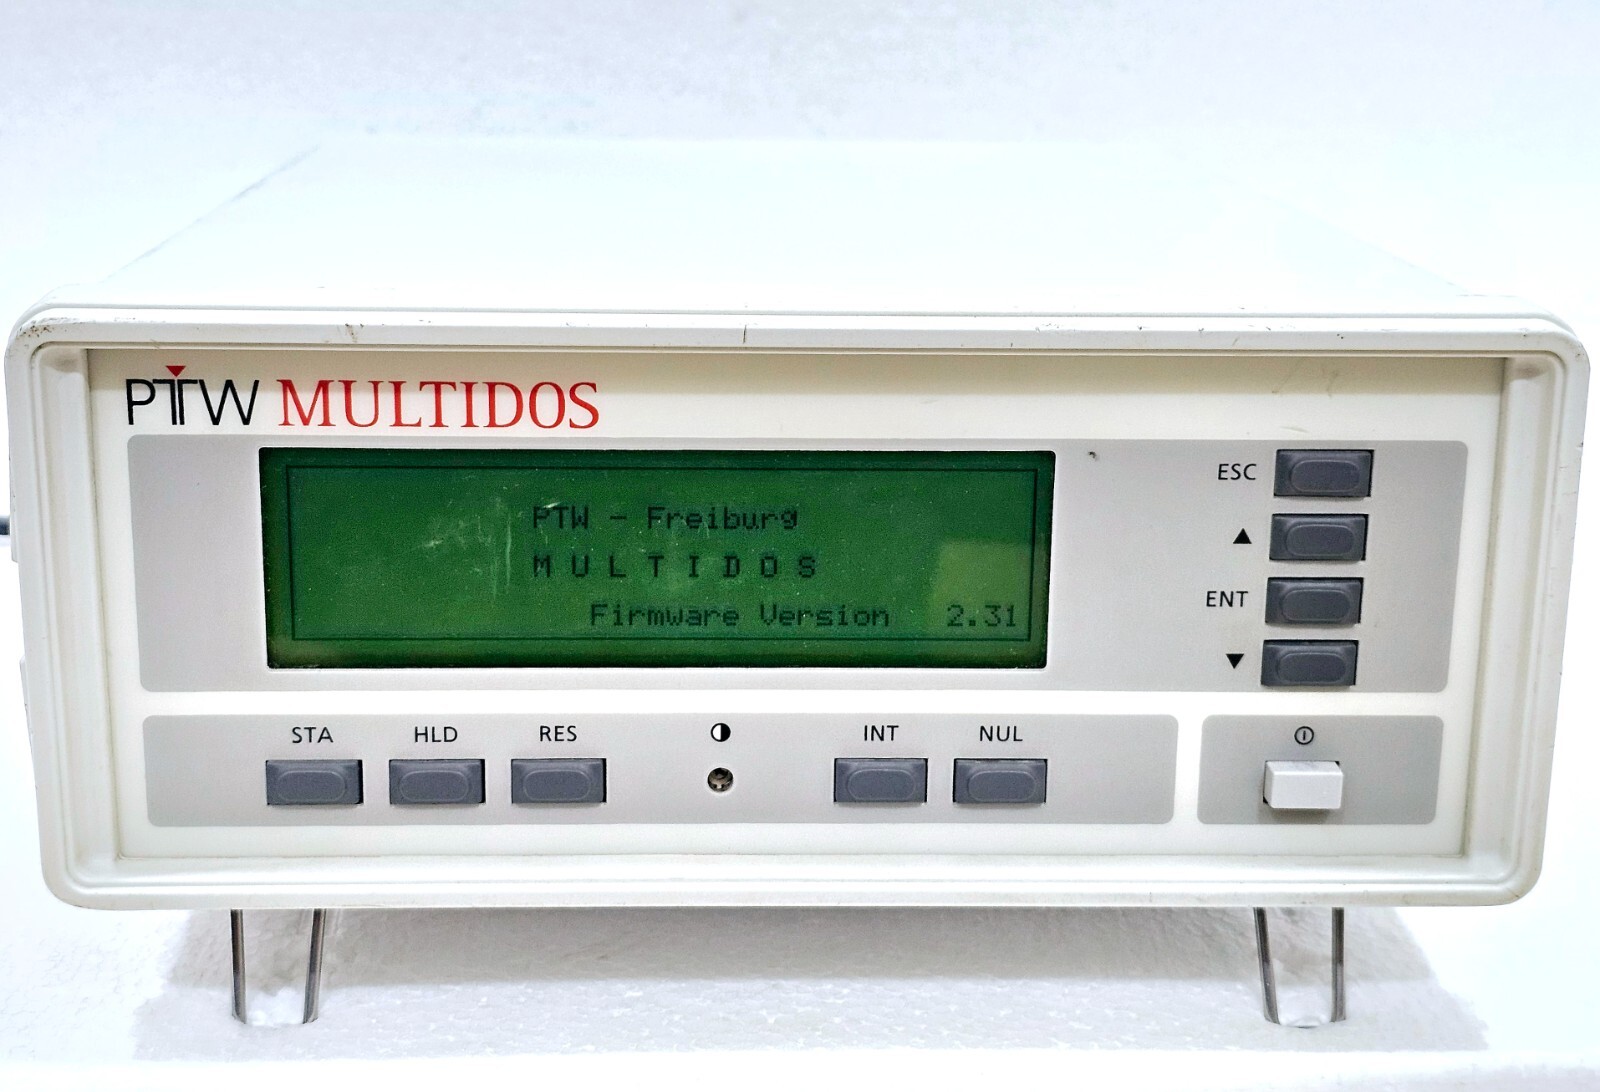 PTW MULTIDOS
PTW - Freiburg
M U L T I D O S
Firmware Version 2.31
ESC
ENT
STA HLD RES INT NUL